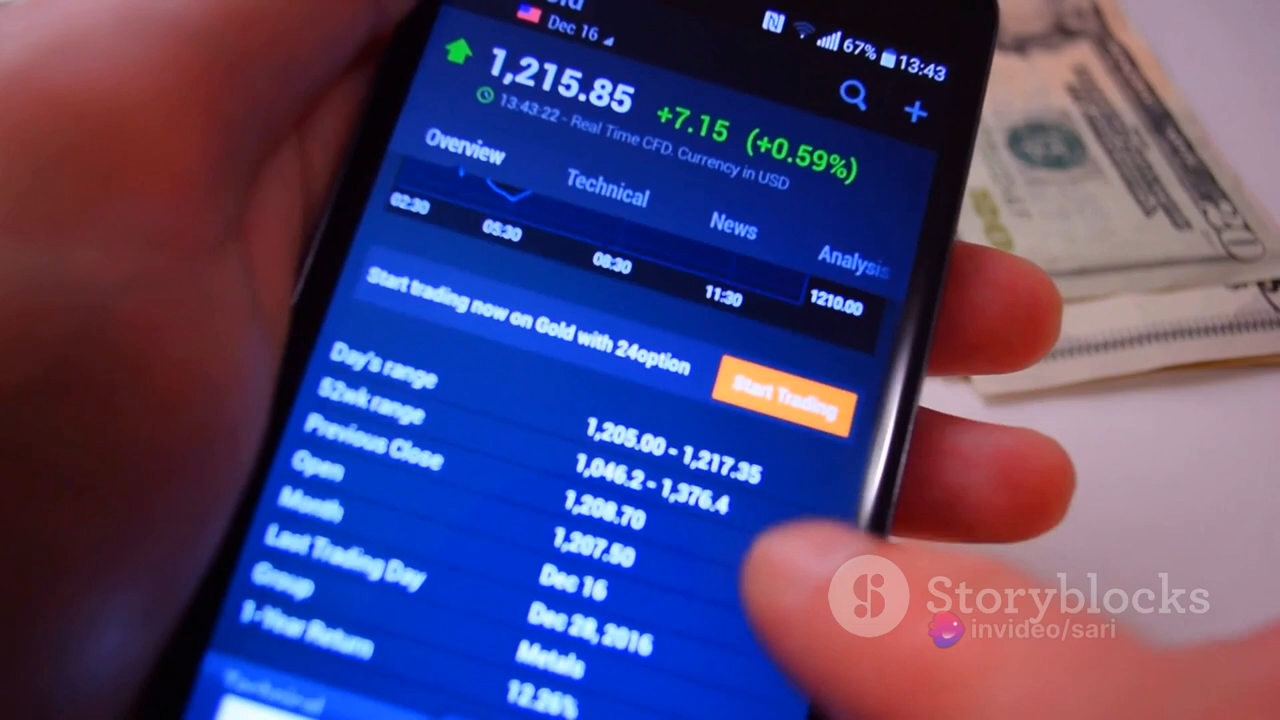 Dec 16
67% 13:43
1,215.85 +7.15 (+0.59%)
13:43:22 - Real Time CFD. Currency in USD
Overview Technical News Analysis
02:30 05:30 08:30 11:30 1210.00
Start trading now on Gold with 24option Start Trading
Day's range 1,205.00 - 1,217.35
52wk range 1,046.2 - 1,376.4
Previous Close 1,208.70
Open 1,207.50
Month Dec 16
Last Trading Day Dec 28, 2016
Group Metals
1-Year Return 12.26%
Technical
Storyblocks
invideo/sari